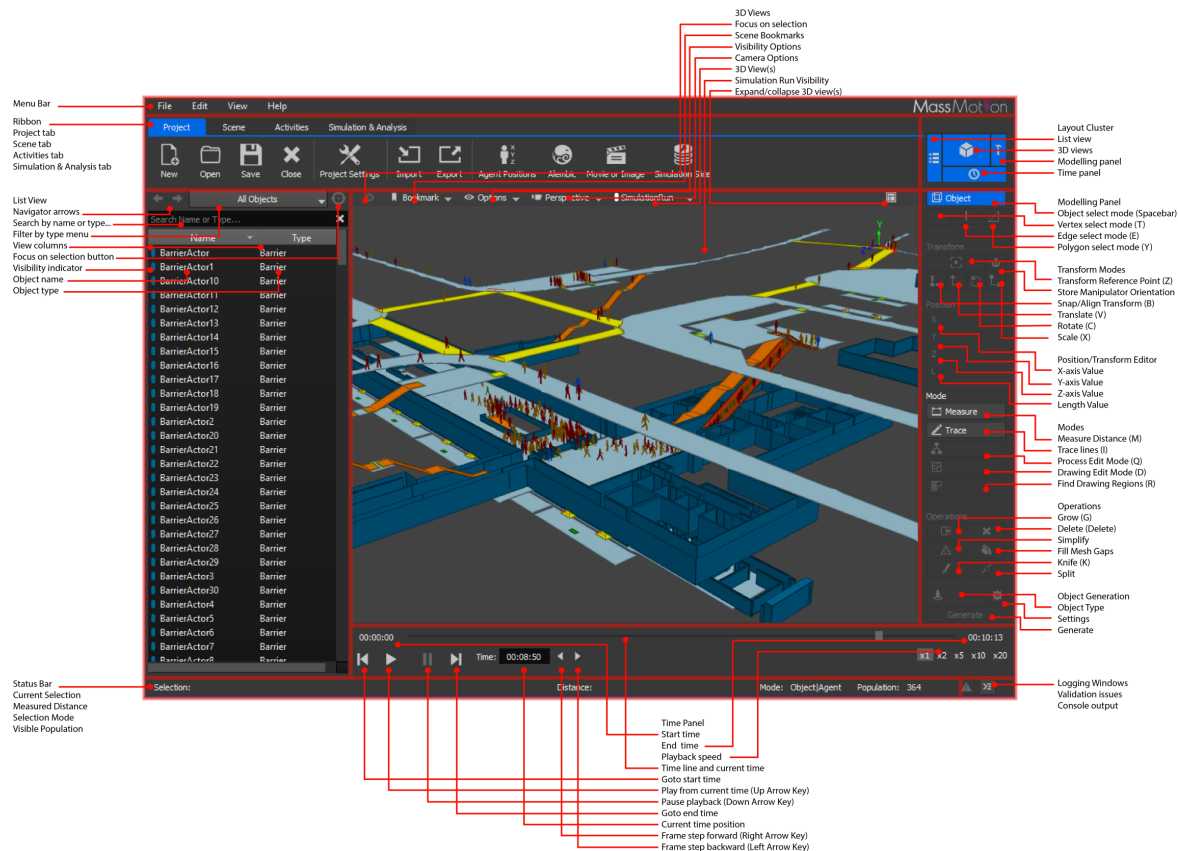 3D Views
Focus on selection
Scene Bookmarks
Visibility Options
Camera Options
3D View(s)
Simulation Run Visibility
Expand/collapse 3D view(s)
Menu Bar
Ribbon
Project tab
Scene tab
Activities tab
Simulation & Analysis tab
List View
Navigator arrows
Search by name or type...
Filter by type menu
View columns
Focus on selection button
Visibility indicator
Object name
Object type
Status Bar
Current Selection
Measured Distance
Selection Mode
Visible Population
File Edit View Help
MassMotion
Project Scene Activities Simulation & Analysis
New Open Save Close Project Settings Import Export Agent Positions Alembic Movie or Image Simulation Slice
All Objects
Bookmark Options Perspective SimulationRun
Search Name or Type...
Name Type
BarrierActor Barrier
BarrierActor1 Barrier
BarrierActor10 Barrier
BarrierActor11 Barrier
BarrierActor12 Barrier
BarrierActor13 Barrier
BarrierActor14 Barrier
BarrierActor15 Barrier
BarrierActor16 Barrier
BarrierActor17 Barrier
BarrierActor18 Barrier
BarrierActor19 Barrier
BarrierActor2 Barrier
BarrierActor20 Barrier
BarrierActor21 Barrier
BarrierActor22 Barrier
BarrierActor23 Barrier
BarrierActor24 Barrier
BarrierActor25 Barrier
BarrierActor26 Barrier
BarrierActor27 Barrier
BarrierActor28 Barrier
BarrierActor29 Barrier
BarrierActor3 Barrier
BarrierActor30 Barrier
BarrierActor4 Barrier
BarrierActor5 Barrier
BarrierActor6 Barrier
BarrierActor7 Barrier
BarrierActor8 Barrier
Y
Object
Transform
Position
X
Y
Z
L
Mode
Measure
Trace
Operations
Generate
00:00:00
00:10:13
Time: 00:08:50
x1 x2 x5 x10 x20
Selection:
Distance:
Mode: Object|Agent
Population: 364
Layout Cluster
List view
3D views
Modelling panel
Time panel
Modelling Panel
Object select mode (Spacebar)
Vertex select mode (T)
Edge select mode (E)
Polygon select mode (Y)
Transform Modes
Transform Reference Point (Z)
Store Manipulator Orientation
Snap/Align Transform (B)
Translate (V)
Rotate (C)
Scale (X)
Position/Transform Editor
X-axis Value
Y-axis Value
Z-axis Value
Length Value
Modes
Measure Distance (M)
Trace lines (I)
Process Edit Mode (Q)
Drawing Edit Mode (D)
Find Drawing Regions (R)
Operations
Grow (G)
Delete (Delete)
Simplify
Fill Mesh Gaps
Knife (K)
Split
Object Generation
Object Type
Settings
Generate
Logging Windows
Validation issues
Console output
Time Panel
Start time
End time
Playback speed
Time line and current time
Goto start time
Play from current time (Up Arrow Key)
Pause playback (Down Arrow Key)
Goto end time
Current time position
Frame step forward (Right Arrow Key)
Frame step backward (Left Arrow Key)